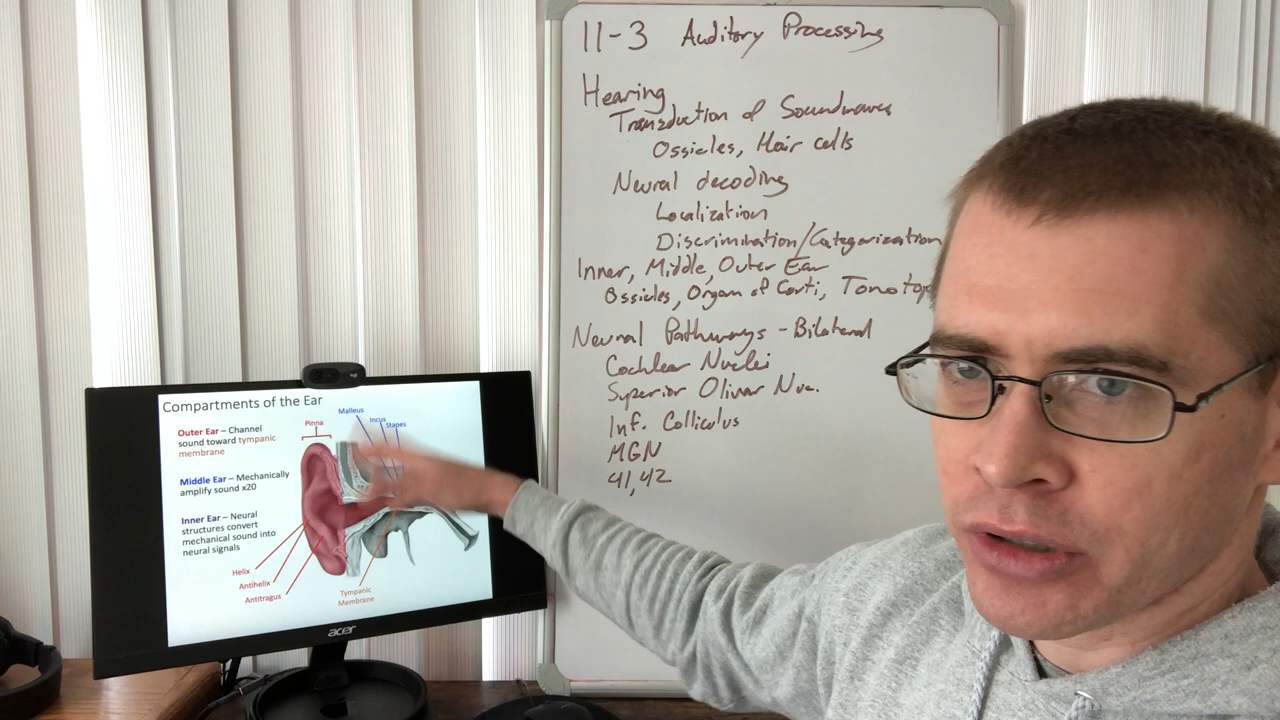 11-3 Auditory Processing
Hearing
Transduction of Soundwaves
Ossicles, Hair cells
Neural decoding
Localization
Discrimination/Categorization
Inner, Middle, Outer Ear
Ossicles, Organ of Corti, Tonotop
Neural Pathways - Bilateral
Cochlear Nuclei
Superior Olivar Nuc.
Inf. Colliculus
MGN
41, 42
Compartments of the Ear
Outer Ear – Channel
sound toward tympanic
membrane
Middle Ear – Mechanically
amplify sound x20
Inner Ear – Neural
structures convert
mechanical sound into
neural signals
Pinna
Malleus
Incus
Stapes
Helix
Antihelix
Antitragus
Tympanic
Membrane
acer